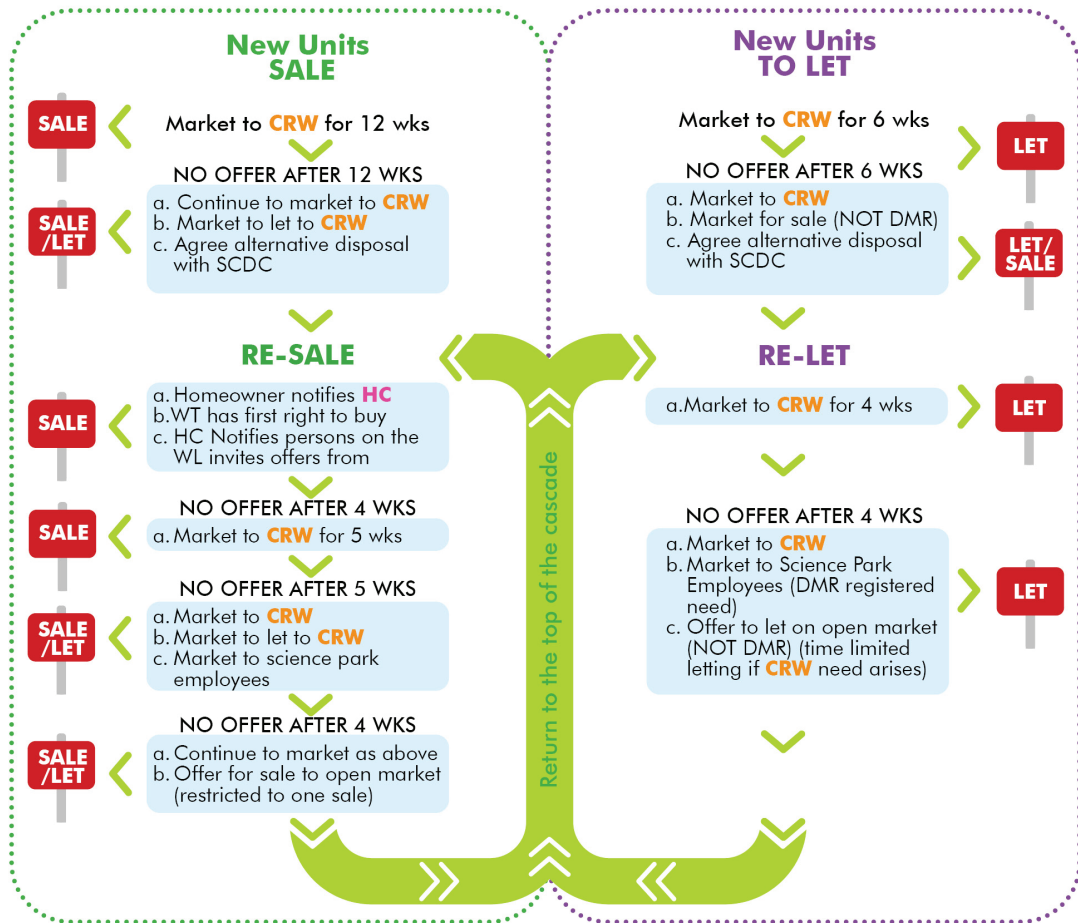 New Units
SALE
SALE
Market to CRW for 12 wks
NO OFFER AFTER 12 WKS
SALE
/LET
a. Continue to market to CRW
b. Market to let to CRW
c. Agree alternative disposal
with SCDC
RE-SALE
SALE
a. Homeowner notifies HC
b. WT has first right to buy
c. HC Notifies persons on the
WL invites offers from
NO OFFER AFTER 4 WKS
SALE
a. Market to CRW for 5 wks
NO OFFER AFTER 5 WKS
SALE
/LET
a. Market to CRW
b. Market to let to CRW
c. Market to science park
employees
NO OFFER AFTER 4 WKS
SALE
/LET
a. Continue to market as above
b. Offer for sale to open market
(restricted to one sale)
Return to the top of the cascade
New Units
TO LET
Market to CRW for 6 wks
LET
NO OFFER AFTER 6 WKS
a. Market to CRW
b. Market for sale (NOT DMR)
c. Agree alternative disposal
with SCDC
LET/
SALE
RE-LET
a. Market to CRW for 4 wks
LET
NO OFFER AFTER 4 WKS
a. Market to CRW
b. Market to Science Park
Employees (DMR registered
need)
c. Offer to let on open market
(NOT DMR) (time limited
letting if CRW need arises)
LET